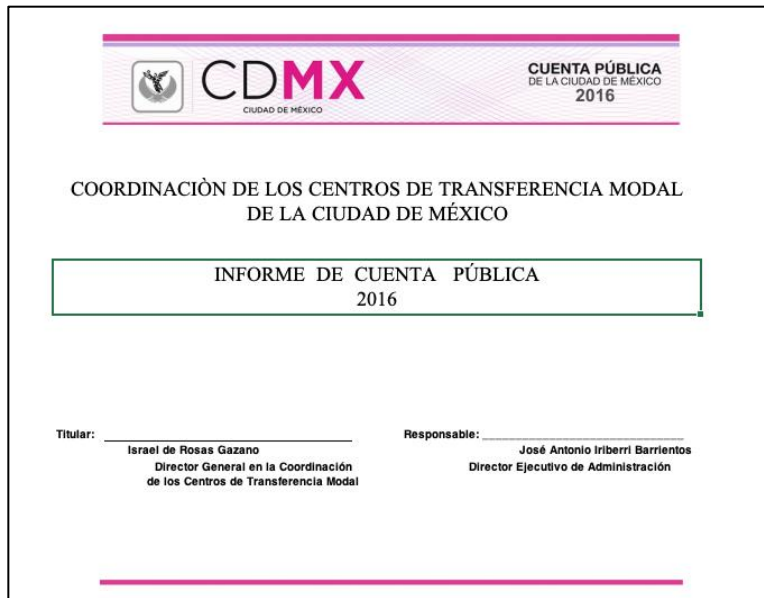 CDMX
CIUDAD DE MÉXICO
CUENTA PÚBLICA
DE LA CIUDAD DE MÉXICO
2016
COORDINACIÒN DE LOS CENTROS DE TRANSFERENCIA MODAL
DE LA CIUDAD DE MÉXICO
INFORME DE CUENTA PÚBLICA
2016
Titular:
Israel de Rosas Gazano
Director General en la Coordinación
de los Centros de Transferencia Modal
Responsable:
José Antonio Iriberri Barrientos
Director Ejecutivo de Administración